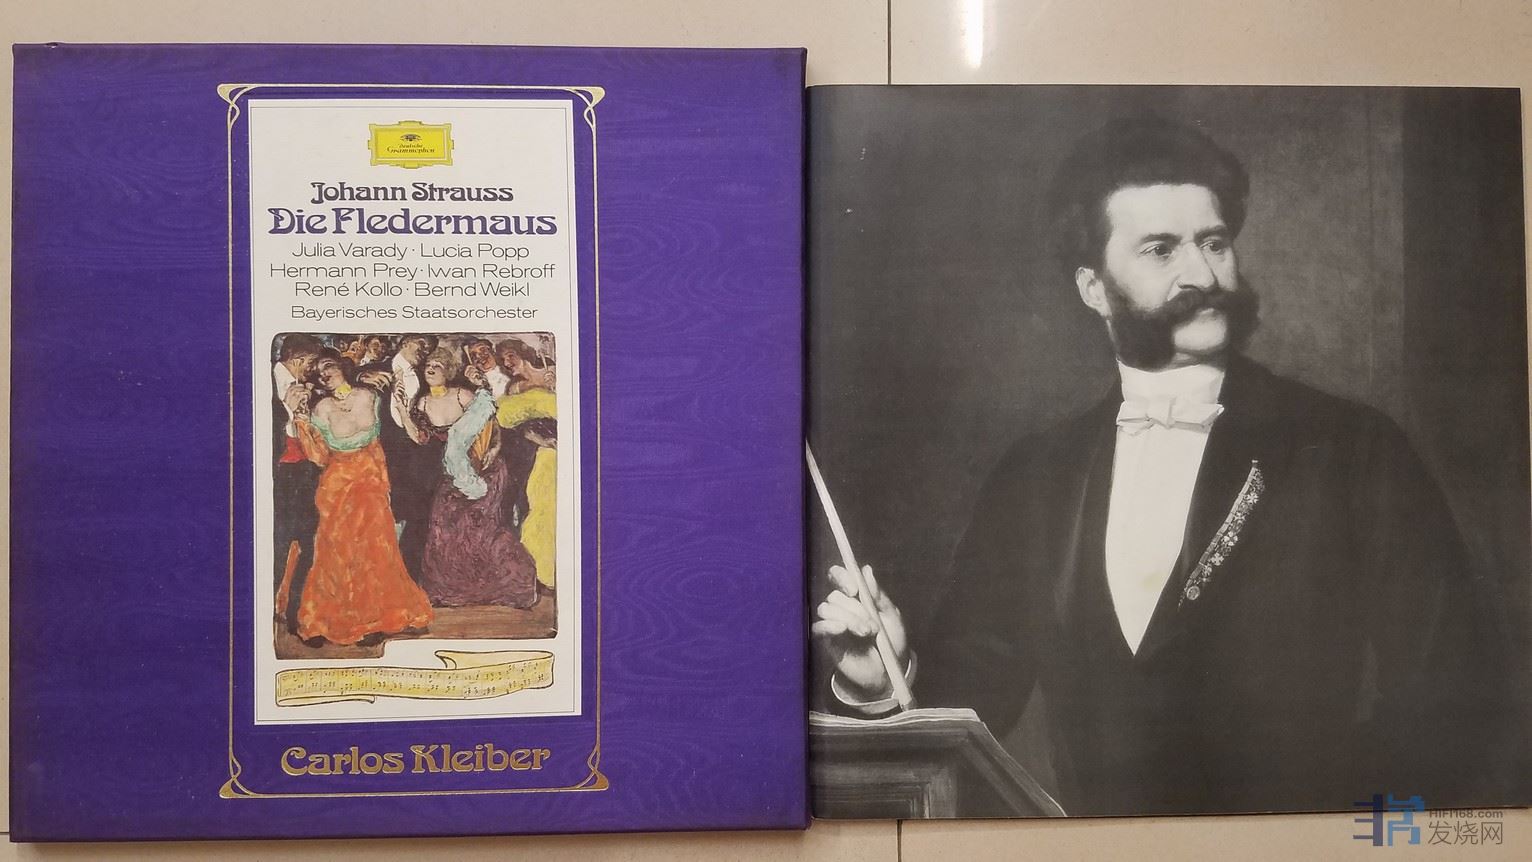 Deutsche
Grammophon
Johann Strauss
Die Fledermaus
Julia Varady · Lucia Popp
Hermann Prey · Iwan Rebroff
René Kollo · Bernd Weikl
Bayerisches Staatsorchester
Carlos Kleiber
HIFI168.com
发烧网